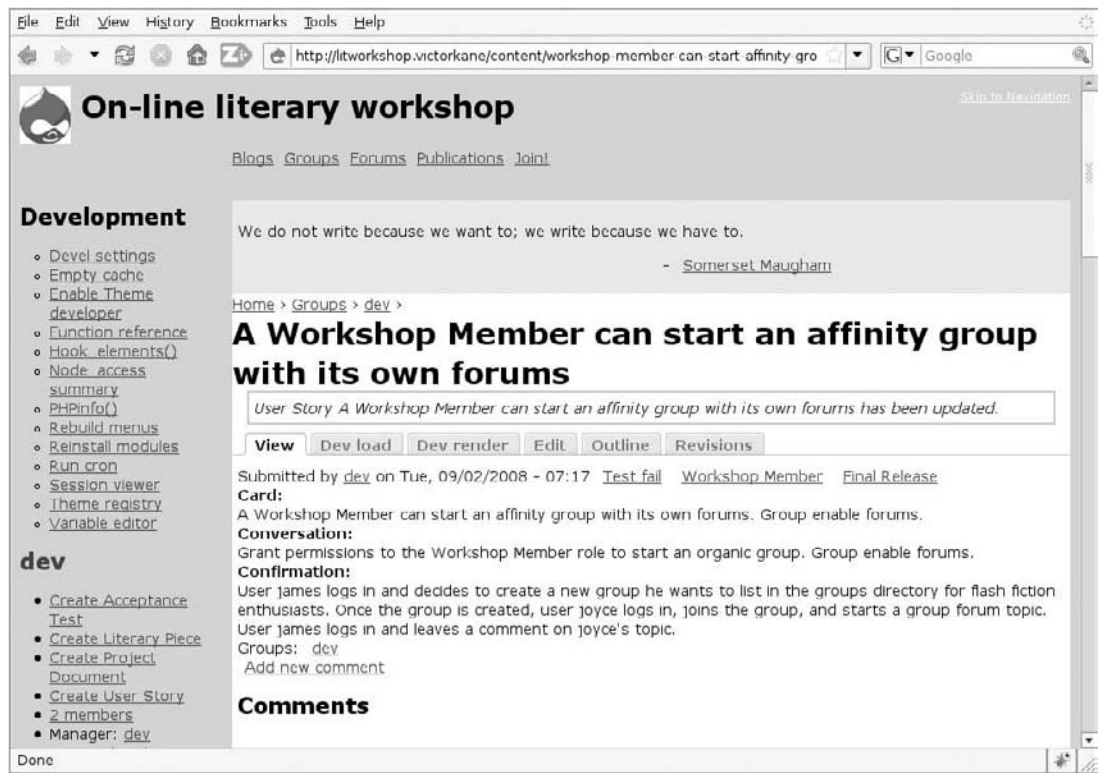 File Edit View History Bookmarks Tools Help
http://litworkshop.victorkane/content/workshop-member-can-start-affinity-gro
G Google
On-line literary workshop
Skip to Navigation
Blogs Groups Forums Publications Join!
Development
Devel settings
Empty cache
Enable Theme
developer
Function reference
Hook_elements()
Node_access
summary
PHPinfo()
Rebuild menus
Reinstall modules
Run cron
Session viewer
Theme registry
Variable editor
dev
Create Acceptance
Test
Create Literary Piece
Create Project
Document
Create User Story
2 members
Manager: dev
We do not write because we want to; we write because we have to.
- Somerset Maugham
Home › Groups › dev ›
A Workshop Member can start an affinity group
with its own forums
User Story A Workshop Member can start an affinity group with its own forums has been updated.
View Dev load Dev render Edit Outline Revisions
Submitted by dev on Tue, 09/02/2008 - 07:17 Test fail Workshop Member Final Release
Card:
A Workshop Member can start an affinity group with its own forums. Group enable forums.
Conversation:
Grant permissions to the Workshop Member role to start an organic group. Group enable forums.
Confirmation:
User james logs in and decides to create a new group he wants to list in the groups directory for flash fiction
enthusiasts. Once the group is created, user joyce logs in, joins the group, and starts a group forum topic.
User james logs in and leaves a comment on joyce's topic.
Groups: dev
Add new comment
Comments
Done